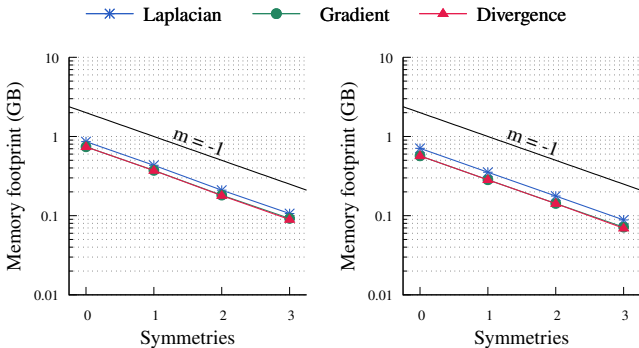 Laplacian Gradient Divergence
10
1
0.1
0.01
Memory footprint (GB)
m = -1
0 1 2 3
Symmetries
10
1
0.1
0.01
Memory footprint (GB)
m = -1
0 1 2 3
Symmetries